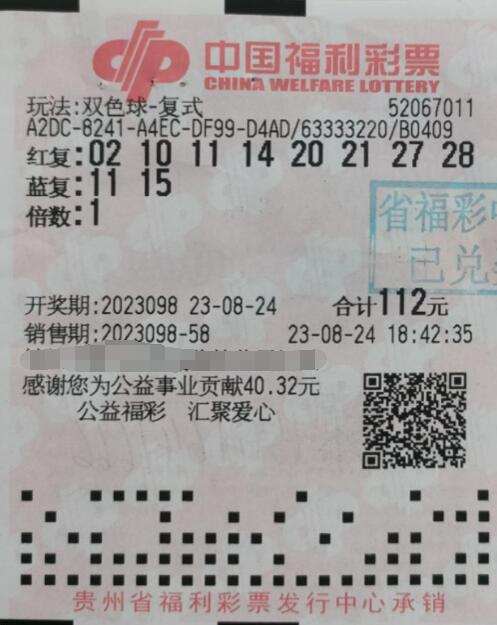 中国福利彩票
CHINA WELFARE LOTTERY
玩法:双色球-复式 52067011
A2DC-8241-A4EC-DF99-D4AD/63333220/B0409
红复:02 10 11 14 20 21 27 28
蓝复:11 15
倍数:1
省福彩
已兑
开奖期:2023098 23-08-24 合计112元
销售期:2023098-58 23-08-24 18:42:35
感谢您为公益事业贡献40.32元
公益福彩 汇聚爱心
贵州省福利彩票发行中心承销